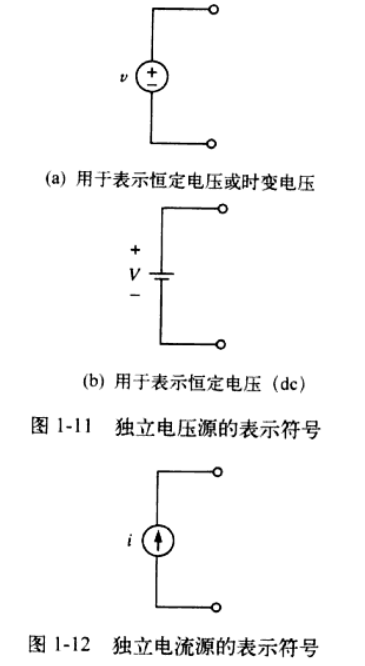 v
+
−
(a) 用于表示恒定电压或时变电压
+
V
−
(b) 用于表示恒定电压（dc）
图 1-11 独立电压源的表示符号
i
图 1-12 独立电流源的表示符号